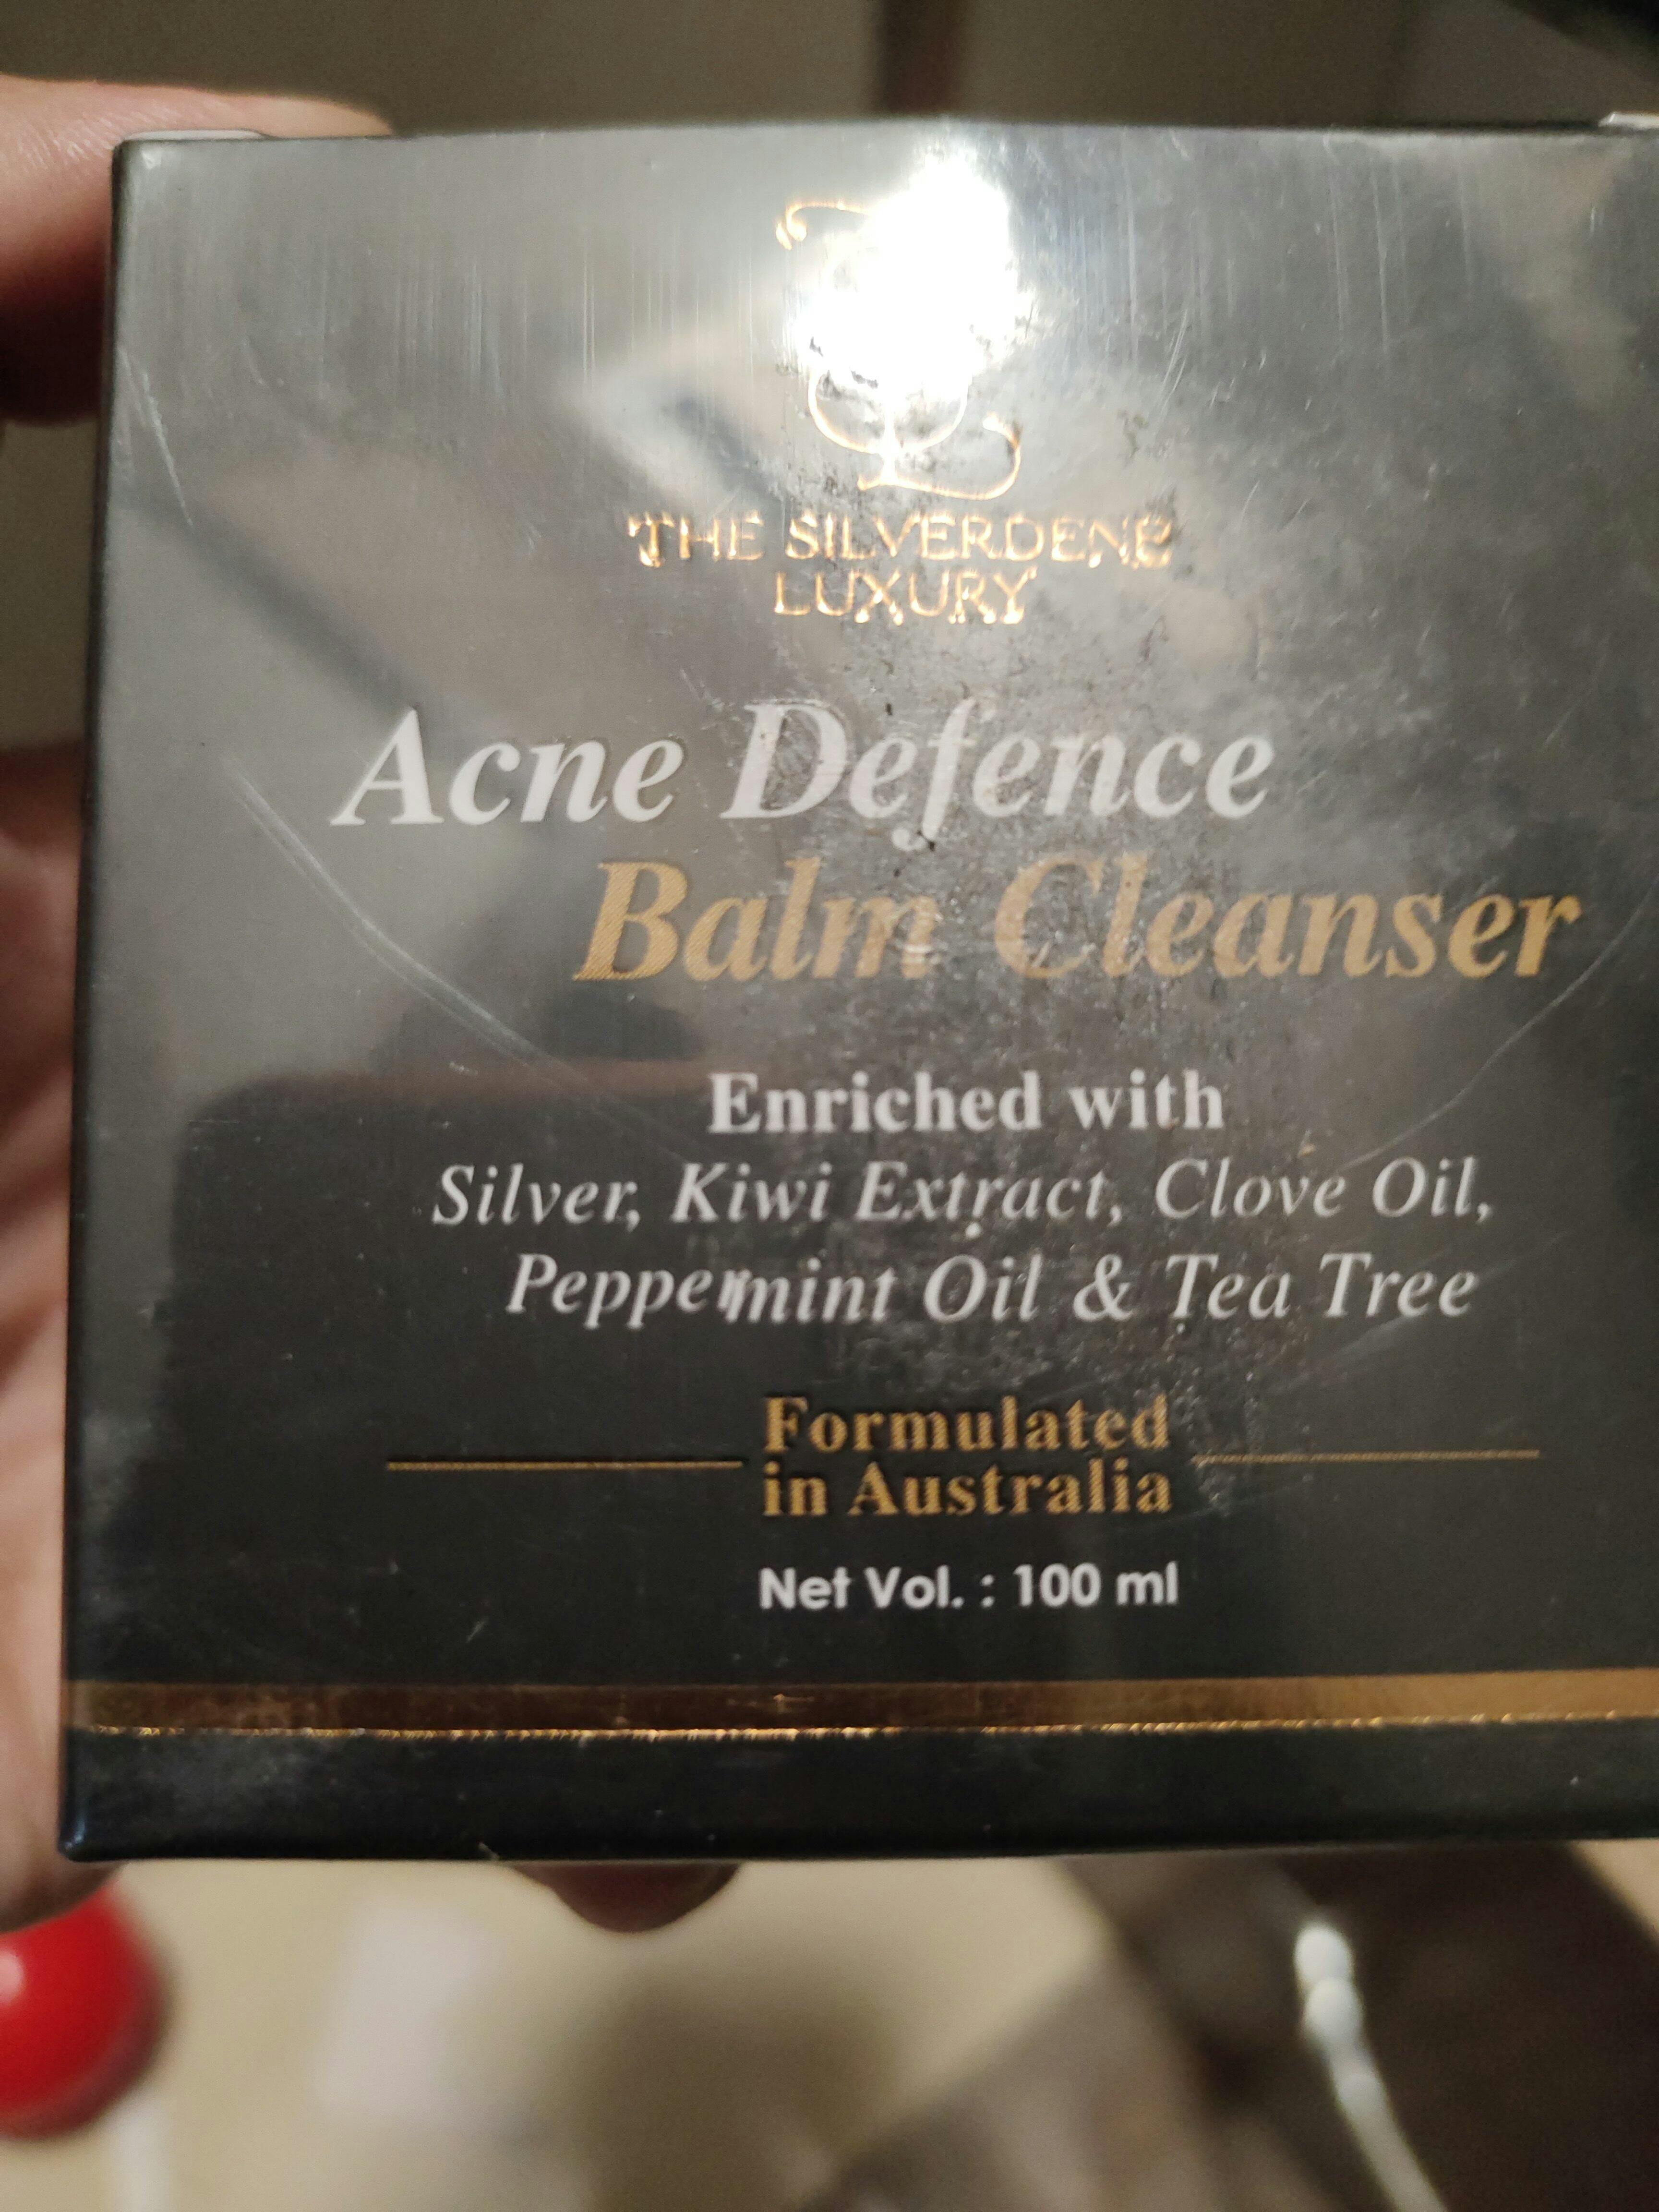 THE SILVERDENE
LUXURY
Acne Defence
Balm Cleanser
Enriched with
Silver, Kiwi Extract, Clove Oil,
Peppermint Oil & Tea Tree
Formulated
in Australia
Net Vol. : 100 ml